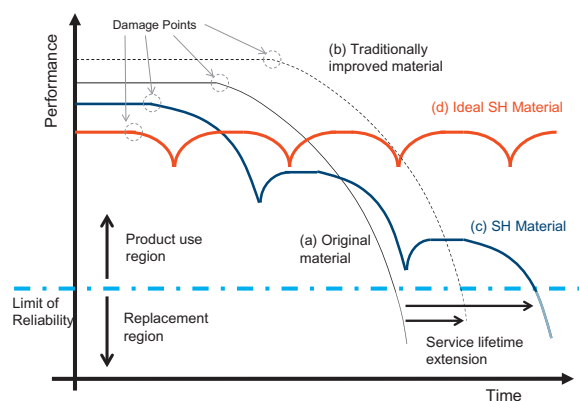 Damage Points
(b) Traditionally
improved material
Performance
(d) Ideal SH Material
(c) SH Material
Product use
region
(a) Original
material
Limit of
Reliability
Replacement
region
Service lifetime
extension
Time